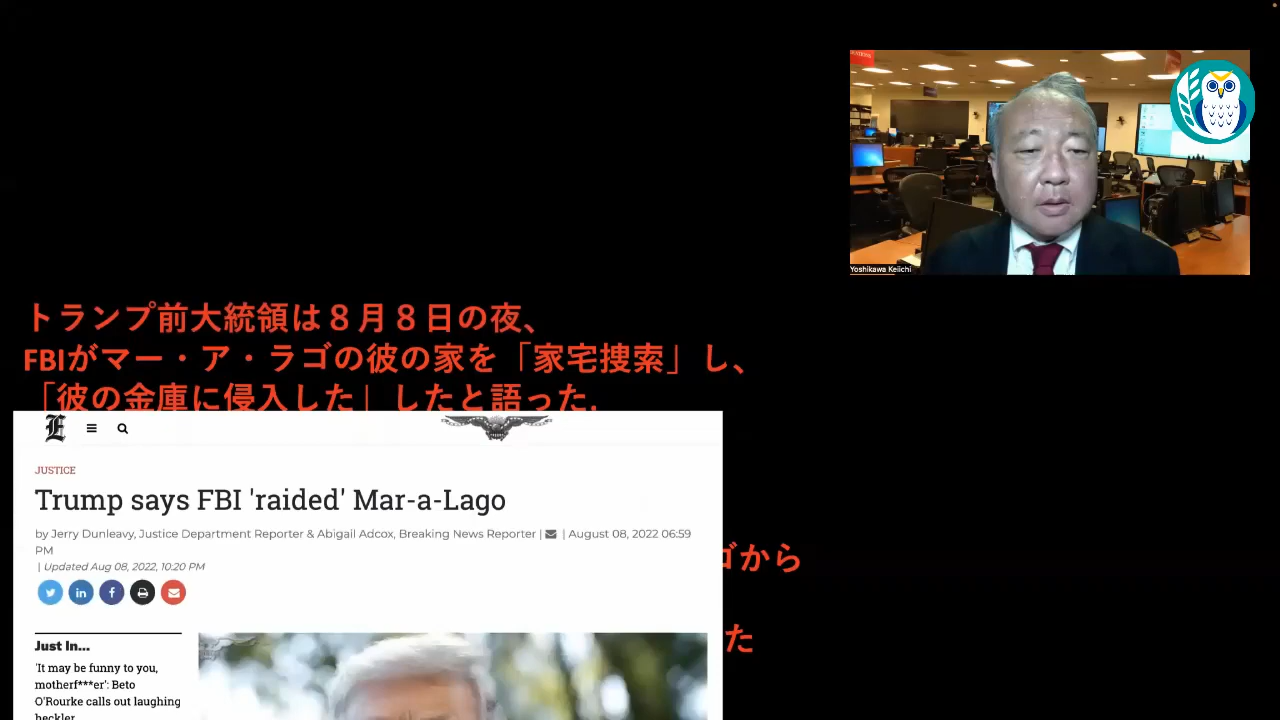 Yoshikawa Keiichi
トランプ前大統領は８月８日の夜、
FBIがマー・ア・ラゴの彼の家を「家宅捜索」し、
「彼の金庫に侵入した」したと語った.
JUSTICE
Trump says FBI 'raided' Mar-a-Lago
by Jerry Dunleavy, Justice Department Reporter & Abigail Adcox, Breaking News Reporter | | August 08, 2022 06:59
PM
| Updated Aug 08, 2022, 10:20 PM
ゴから
た
Just In...
'It may be funny to you,
motherf***er': Beto
O'Rourke calls out laughing
heckler